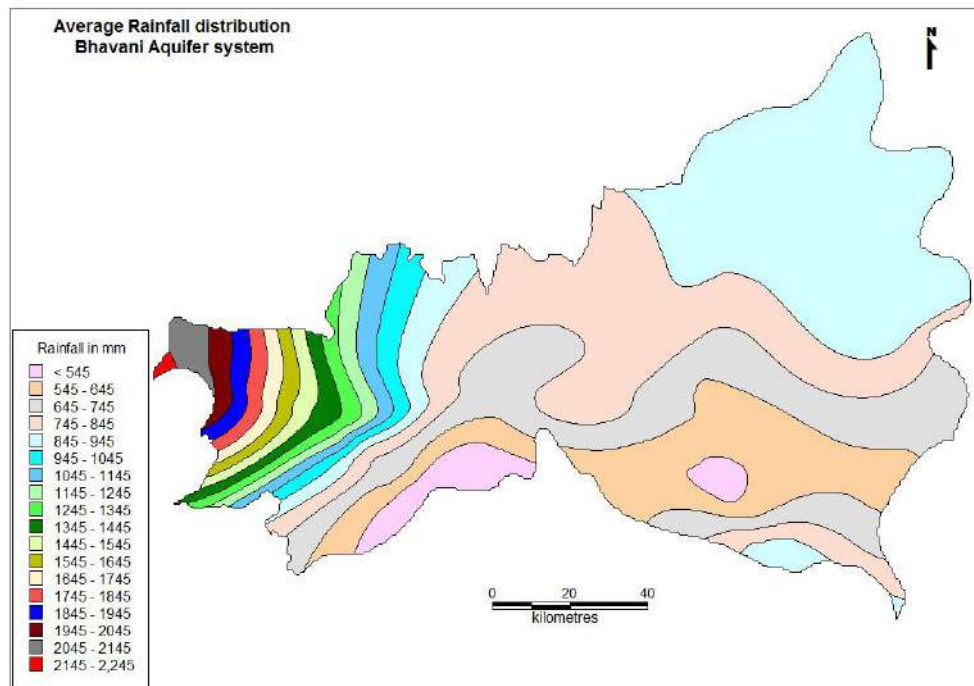 Average Rainfall distribution
Bhavani Aquifer system
N
Rainfall in mm
< 545
545 - 645
645 - 745
745 - 845
845 - 945
945 - 1045
1045 - 1145
1145 - 1245
1245 - 1345
1345 - 1445
1445 - 1545
1545 - 1645
1645 - 1745
1745 - 1845
1845 - 1945
1945 - 2045
2045 - 2145
2145 - 2,245
0 20 40
kilometres